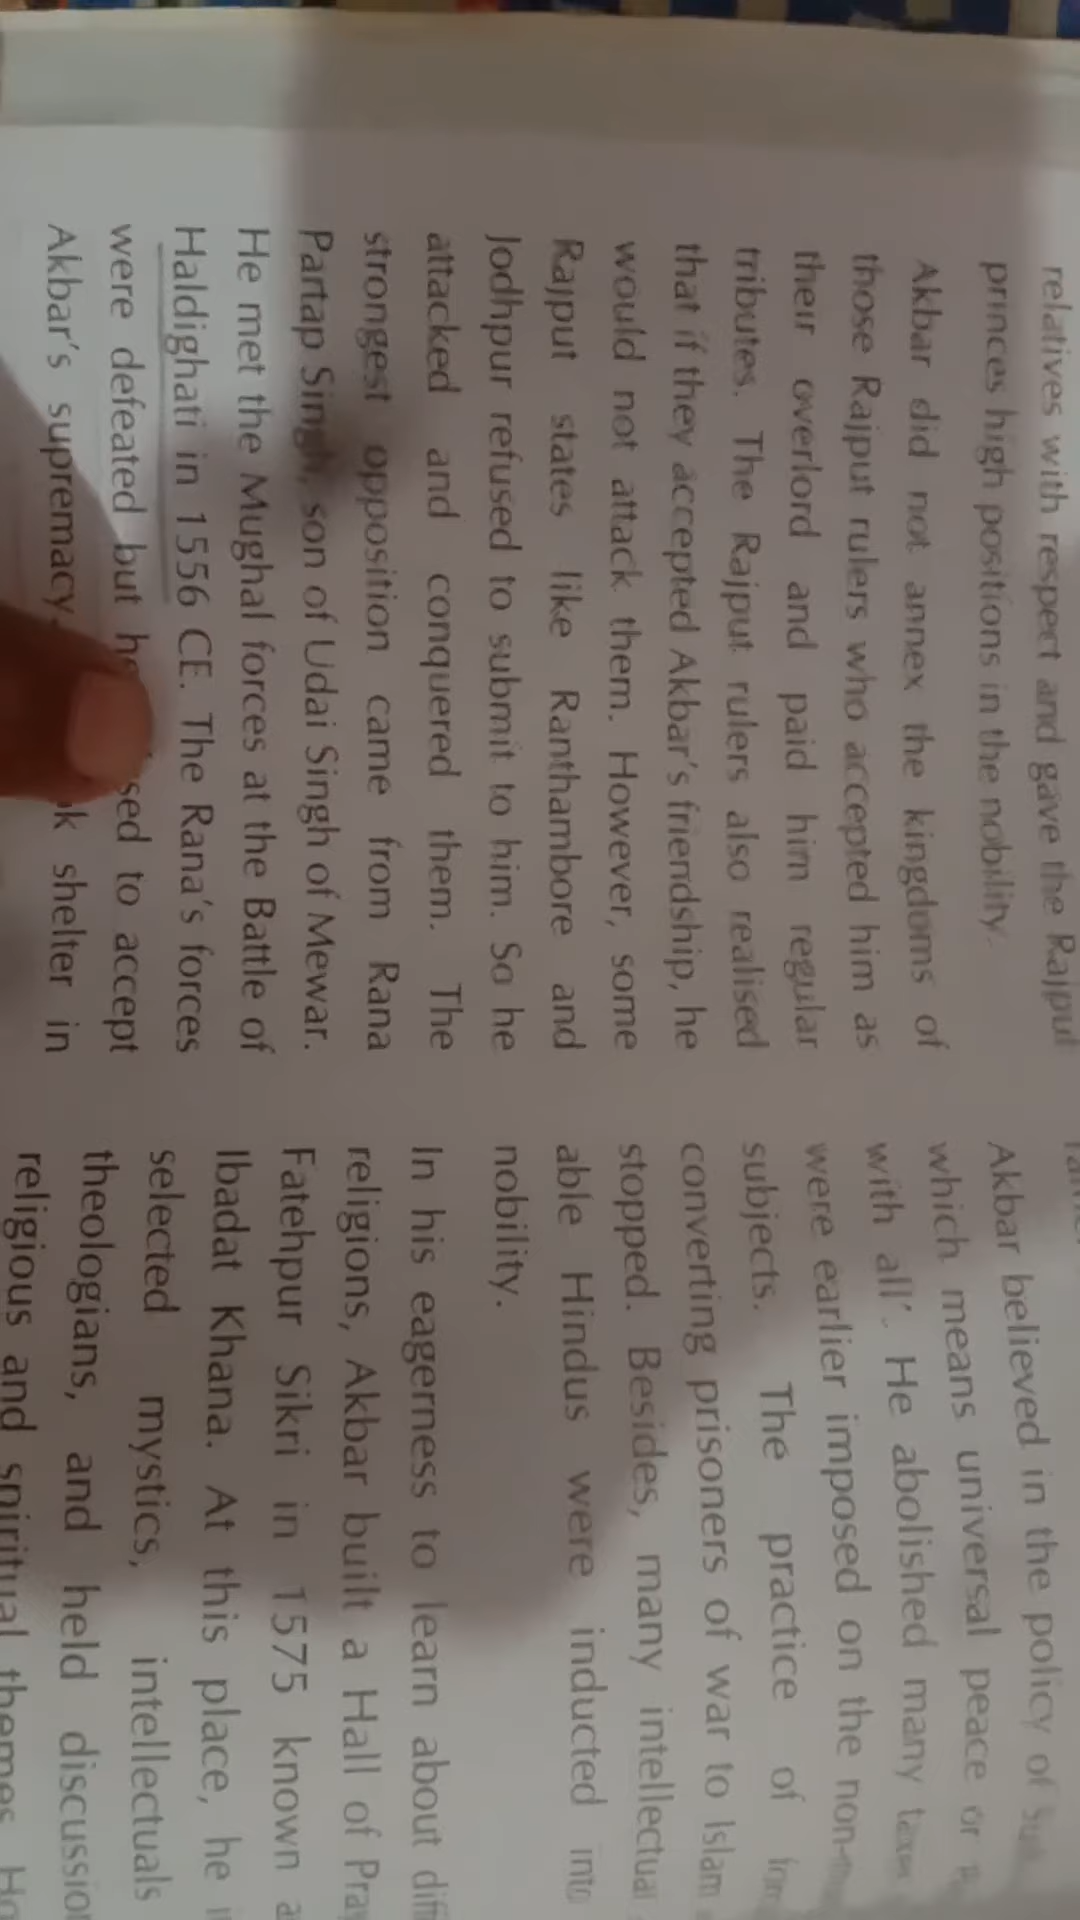 relatives with respect and gave the Rajput
princes high positions in the nobility.
Akbar did not annex the kingdoms of
those Rajput rulers who accepted him as
their overlord and paid him regular
tributes. The Rajput rulers also realised
that if they accepted Akbar's friendship, he
would not attack them. However, some
Rajput states like Ranthambore and
Jodhpur refused to submit to him. So he
attacked and conquered them. The
strongest opposition came from Rana
Partap Singh, son of Udai Singh of Mewar.
He met the Mughal forces at the Battle of
Haldighati in 1556 CE. The Rana's forces
were defeated but to accept
Akbar's supremacy. shelter in
Akbar believed in the policy of
which means universal peace or
with all'. He abolished many
were earlier imposed on the
subjects. The practice of
converting prisoners of war to Islam
stopped. Besides, many intellectual
able Hindus were inducted into
nobility.
In his eagerness to learn about
religions, Akbar built a Hall of
Fatehpur Sikri in 1575 known
Ibadat Khana. At this place, he
selected mystics, intellectuals
theologians, and held
religious and spiritual themes.